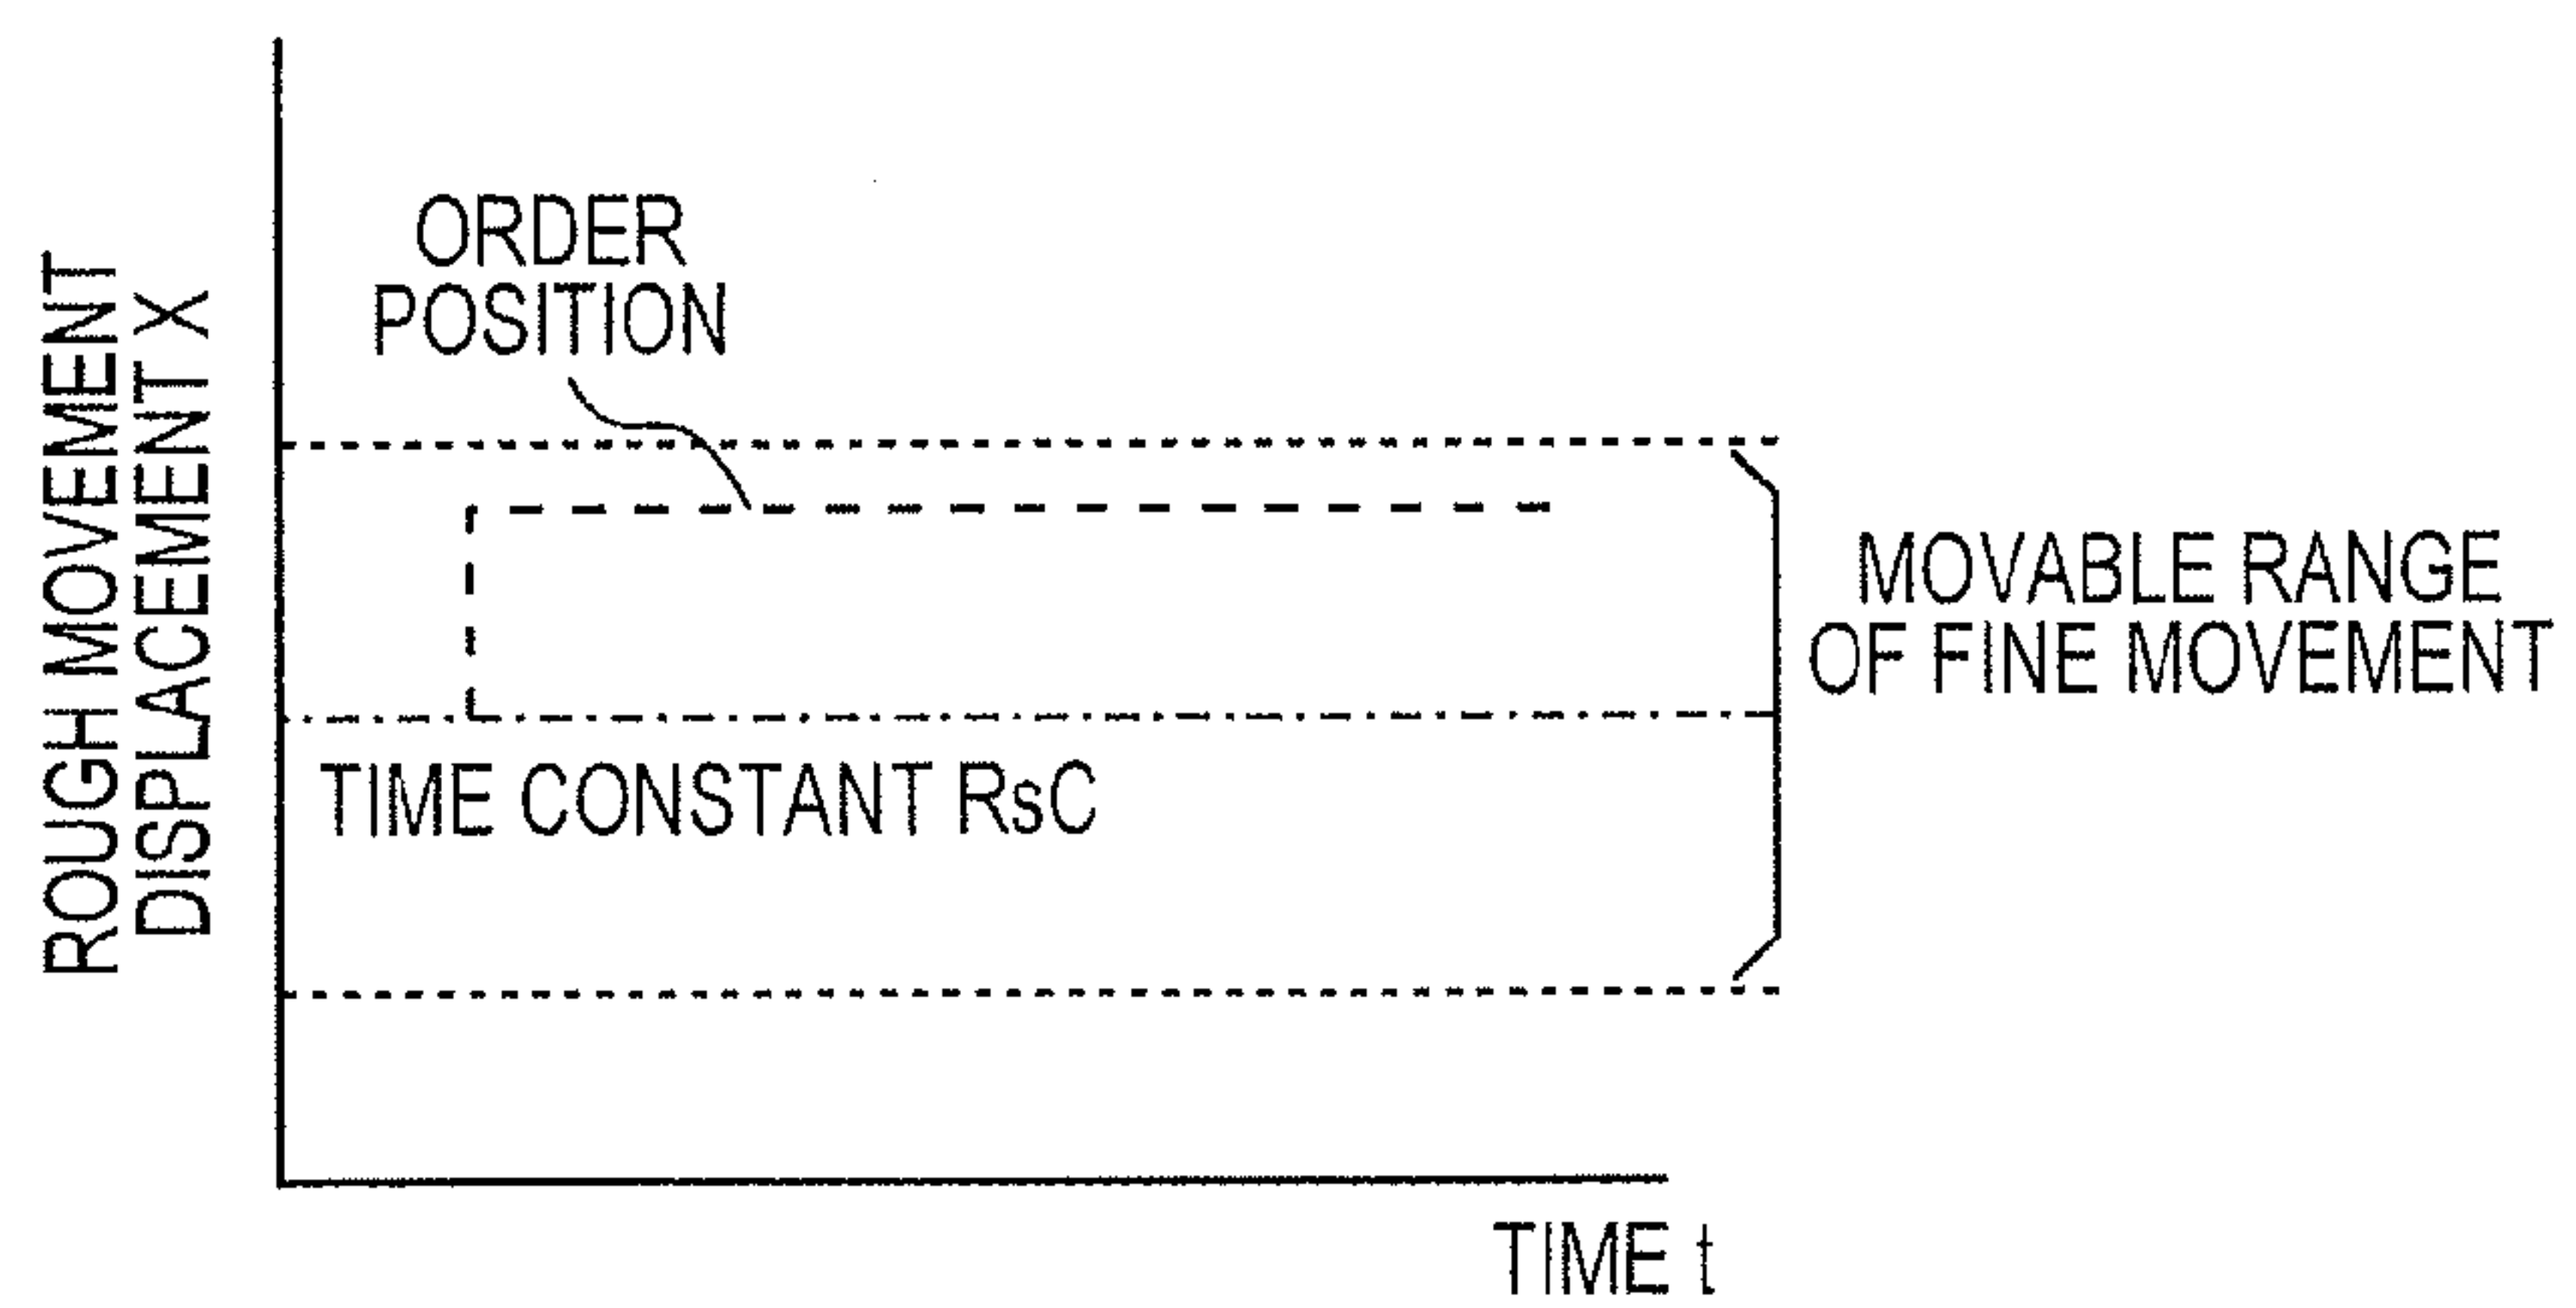 ROUGH MOVEMENT
DISPLACEMENT X
ORDER
POSITION
MOVABLE RANGE
OF FINE MOVEMENT
TIME CONSTANT RsC
TIME t